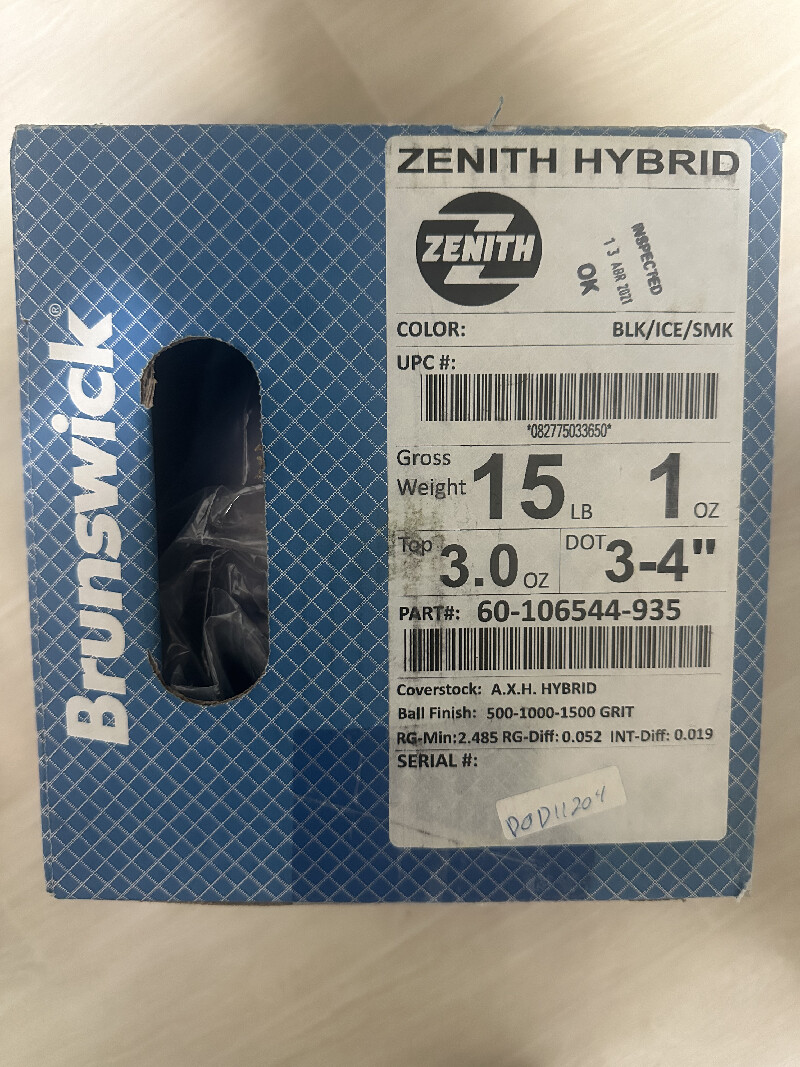 Brunswick®
ZENITH HYBRID
ZENITH
INSPECTED
13 ABR 2021
OK
COLOR: BLK/ICE/SMK
UPC #:
*082775033650*
Gross Weight 15 LB 1 OZ
Top 3.0 OZ DOT 3-4"
PART#: 60-106544-935
Coverstock: A.X.H. HYBRID
Ball Finish: 500-1000-1500 GRIT
RG-Min:2.485 RG-Diff: 0.052 INT-Diff: 0.019
SERIAL #:
D0D11204